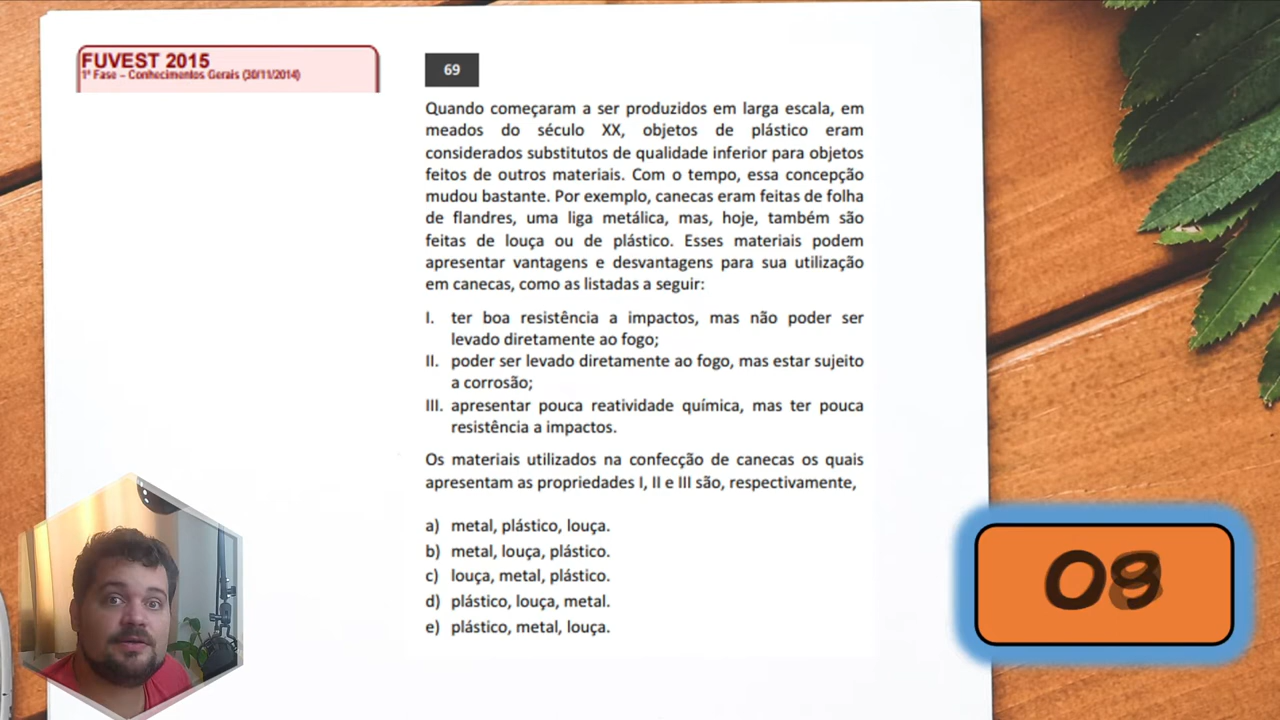 FUVEST 2015
1ª Fase – Conhecimentos Gerais (30/11/2014)
69
Quando começaram a ser produzidos em larga escala, em
meados do século XX, objetos de plástico eram
considerados substitutos de qualidade inferior para objetos
feitos de outros materiais. Com o tempo, essa concepção
mudou bastante. Por exemplo, canecas eram feitas de folha
de flandres, uma liga metálica, mas, hoje, também são
feitas de louça ou de plástico. Esses materiais podem
apresentar vantagens e desvantagens para sua utilização
em canecas, como as listadas a seguir:
I. ter boa resistência a impactos, mas não poder ser
levado diretamente ao fogo;
II. poder ser levado diretamente ao fogo, mas estar sujeito
a corrosão;
III. apresentar pouca reatividade química, mas ter pouca
resistência a impactos.
Os materiais utilizados na confecção de canecas os quais
apresentam as propriedades I, II e III são, respectivamente,
a) metal, plástico, louça.
b) metal, louça, plástico.
c) louça, metal, plástico.
d) plástico, louça, metal.
e) plástico, metal, louça.